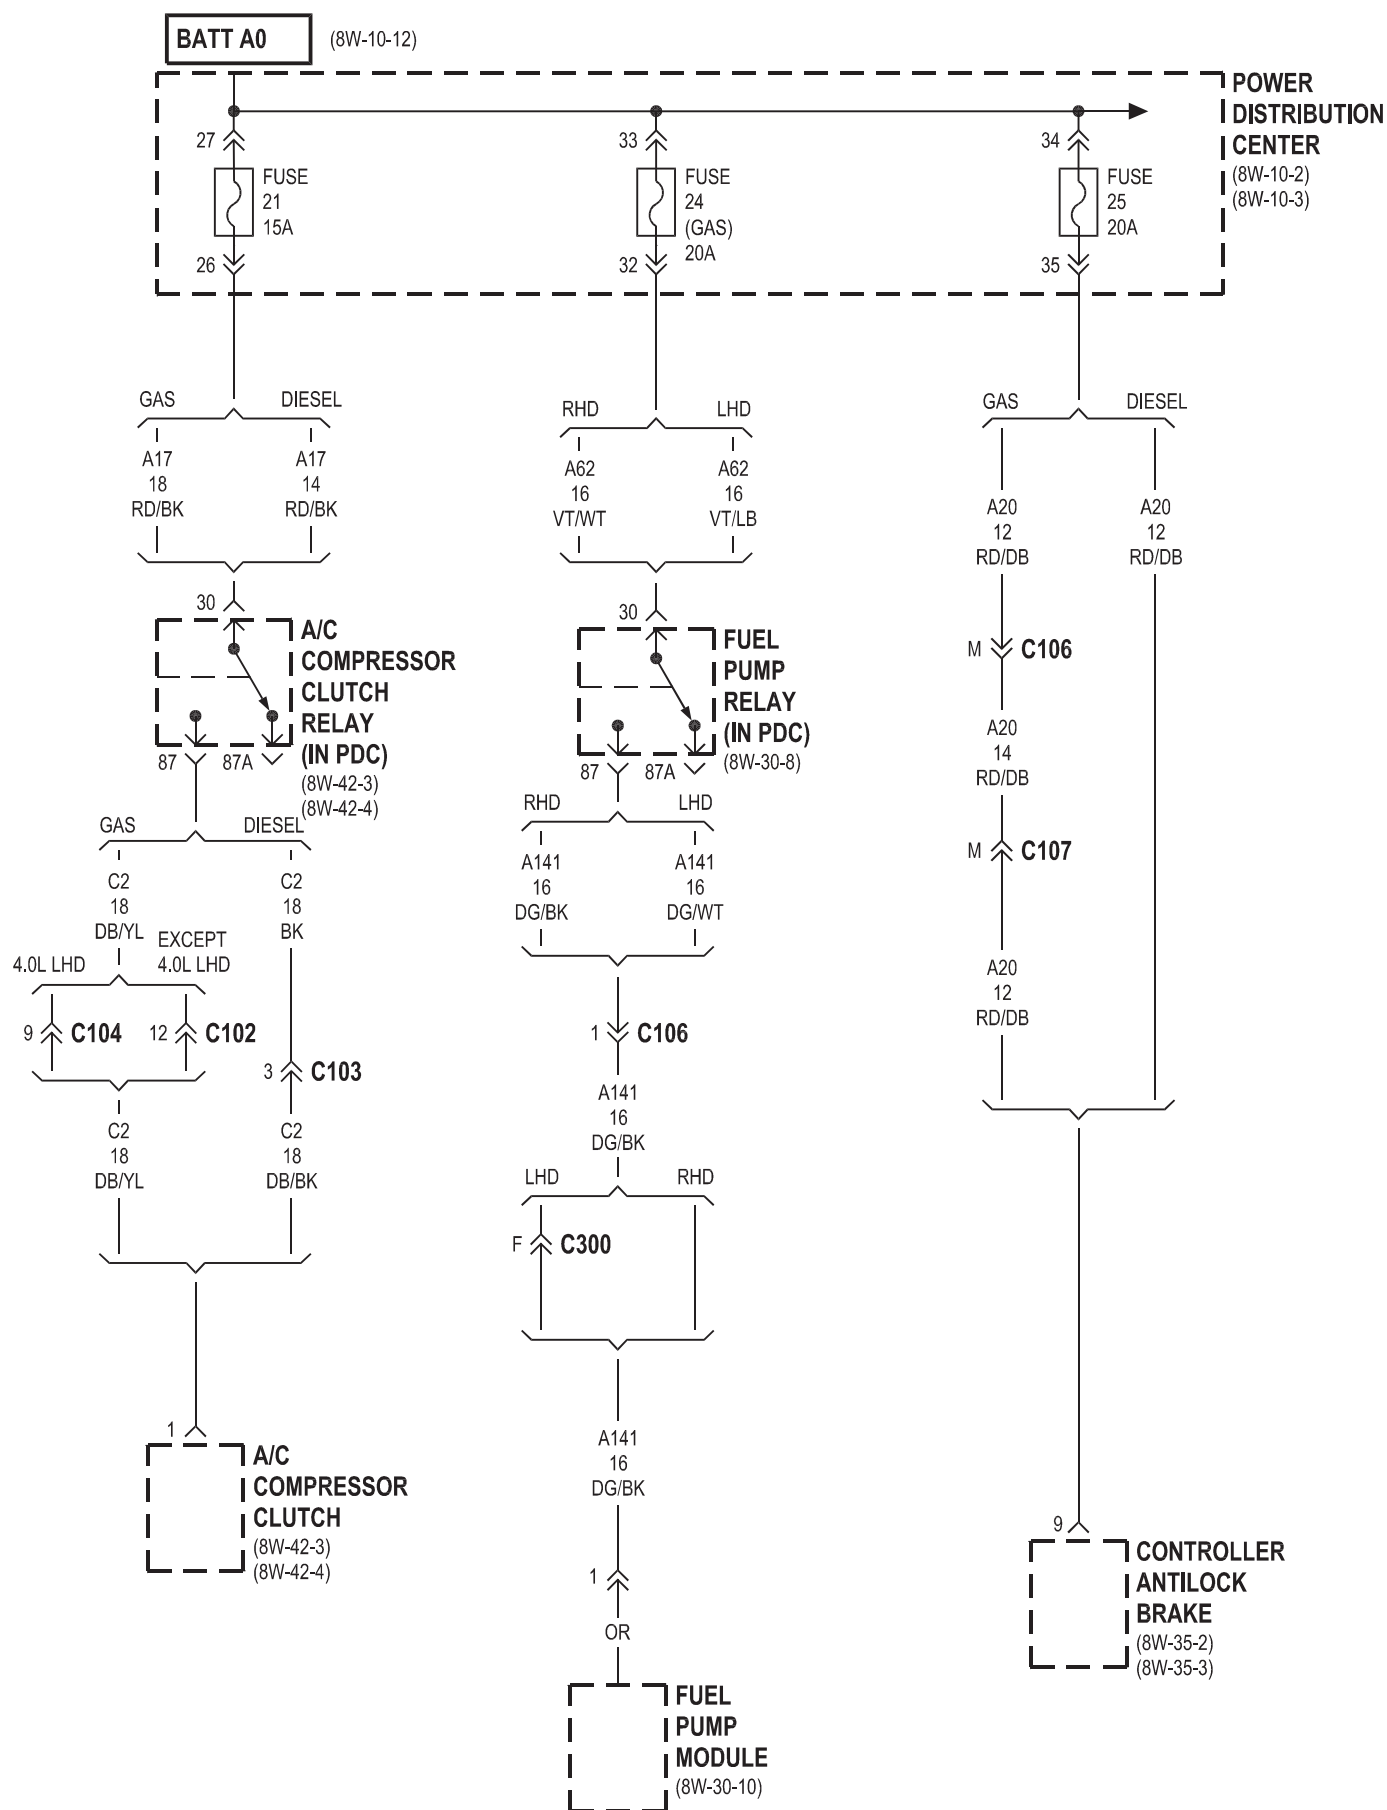 BATT A0 (8W-10-12)
POWER
DISTRIBUTION
CENTER
(8W-10-2)
(8W-10-3)
27
FUSE
21
15A
26
33
FUSE
24
(GAS)
20A
32
34
FUSE
25
20A
35
GAS DIESEL
A17
18
RD/BK
A17
14
RD/BK
30
A/C
COMPRESSOR
CLUTCH
RELAY
(IN PDC)
(8W-42-3)
(8W-42-4)
87 87A
GAS DIESEL
C2
18
DB/YL
C2
18
BK
4.0L LHD
EXCEPT
4.0L LHD
9 C104
12 C102
3 C103
C2
18
DB/YL
C2
18
DB/BK
1
A/C
COMPRESSOR
CLUTCH
(8W-42-3)
(8W-42-4)
RHD LHD
A62
16
VT/WT
A62
16
VT/LB
30
FUEL
PUMP
RELAY
(IN PDC)
(8W-30-8)
87 87A
RHD LHD
A141
16
DG/BK
A141
16
DG/WT
1 C106
A141
16
DG/BK
LHD RHD
F C300
A141
16
DG/BK
1
OR
FUEL
PUMP
MODULE
(8W-30-10)
GAS DIESEL
A20
12
RD/DB
A20
12
RD/DB
M C106
A20
14
RD/DB
M C107
A20
12
RD/DB
9
CONTROLLER
ANTILOCK
BRAKE
(8W-35-2)
(8W-35-3)